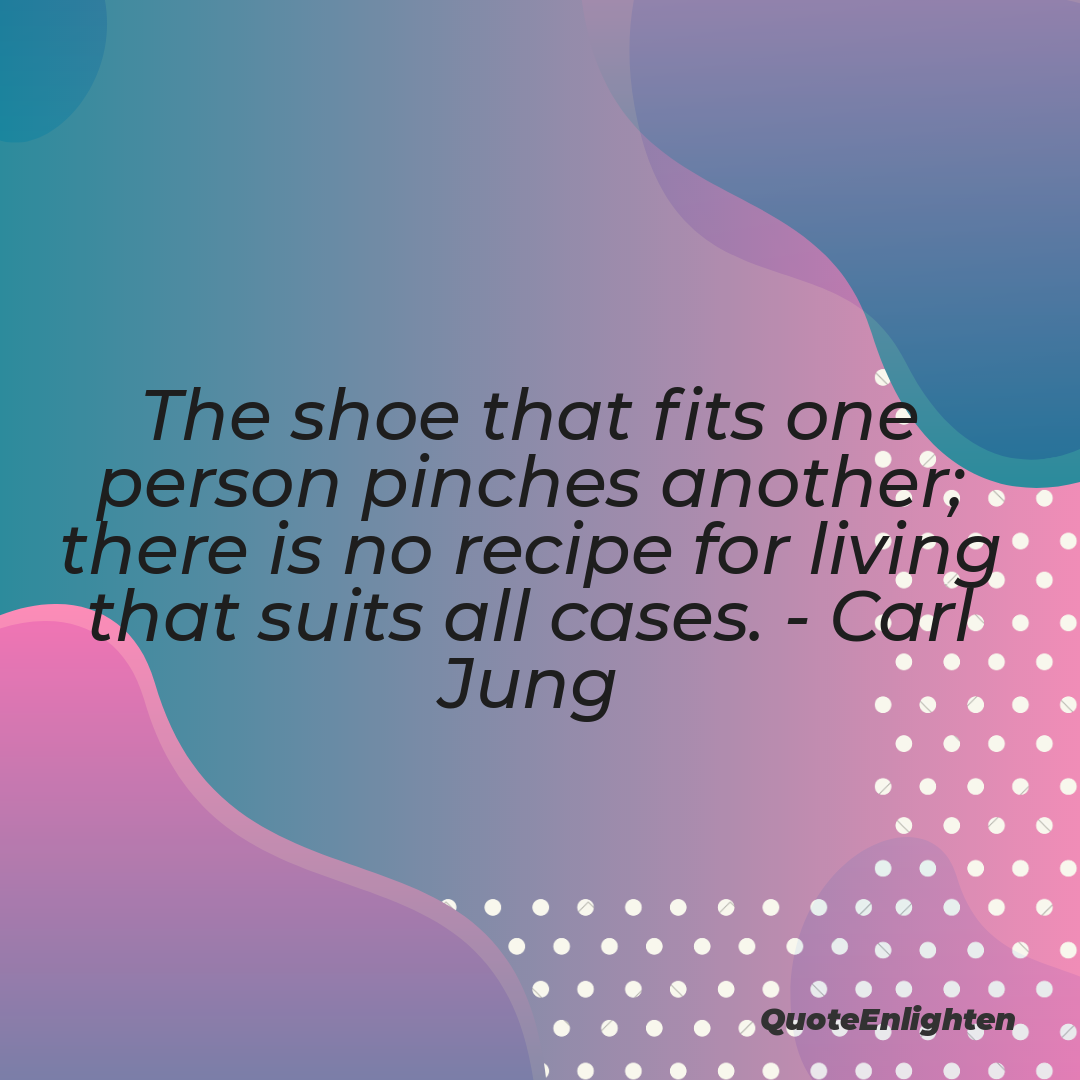 The shoe that fits one
person pinches another;
there is no recipe for living
that suits all cases. - Carl
Jung
QuoteEnlighten